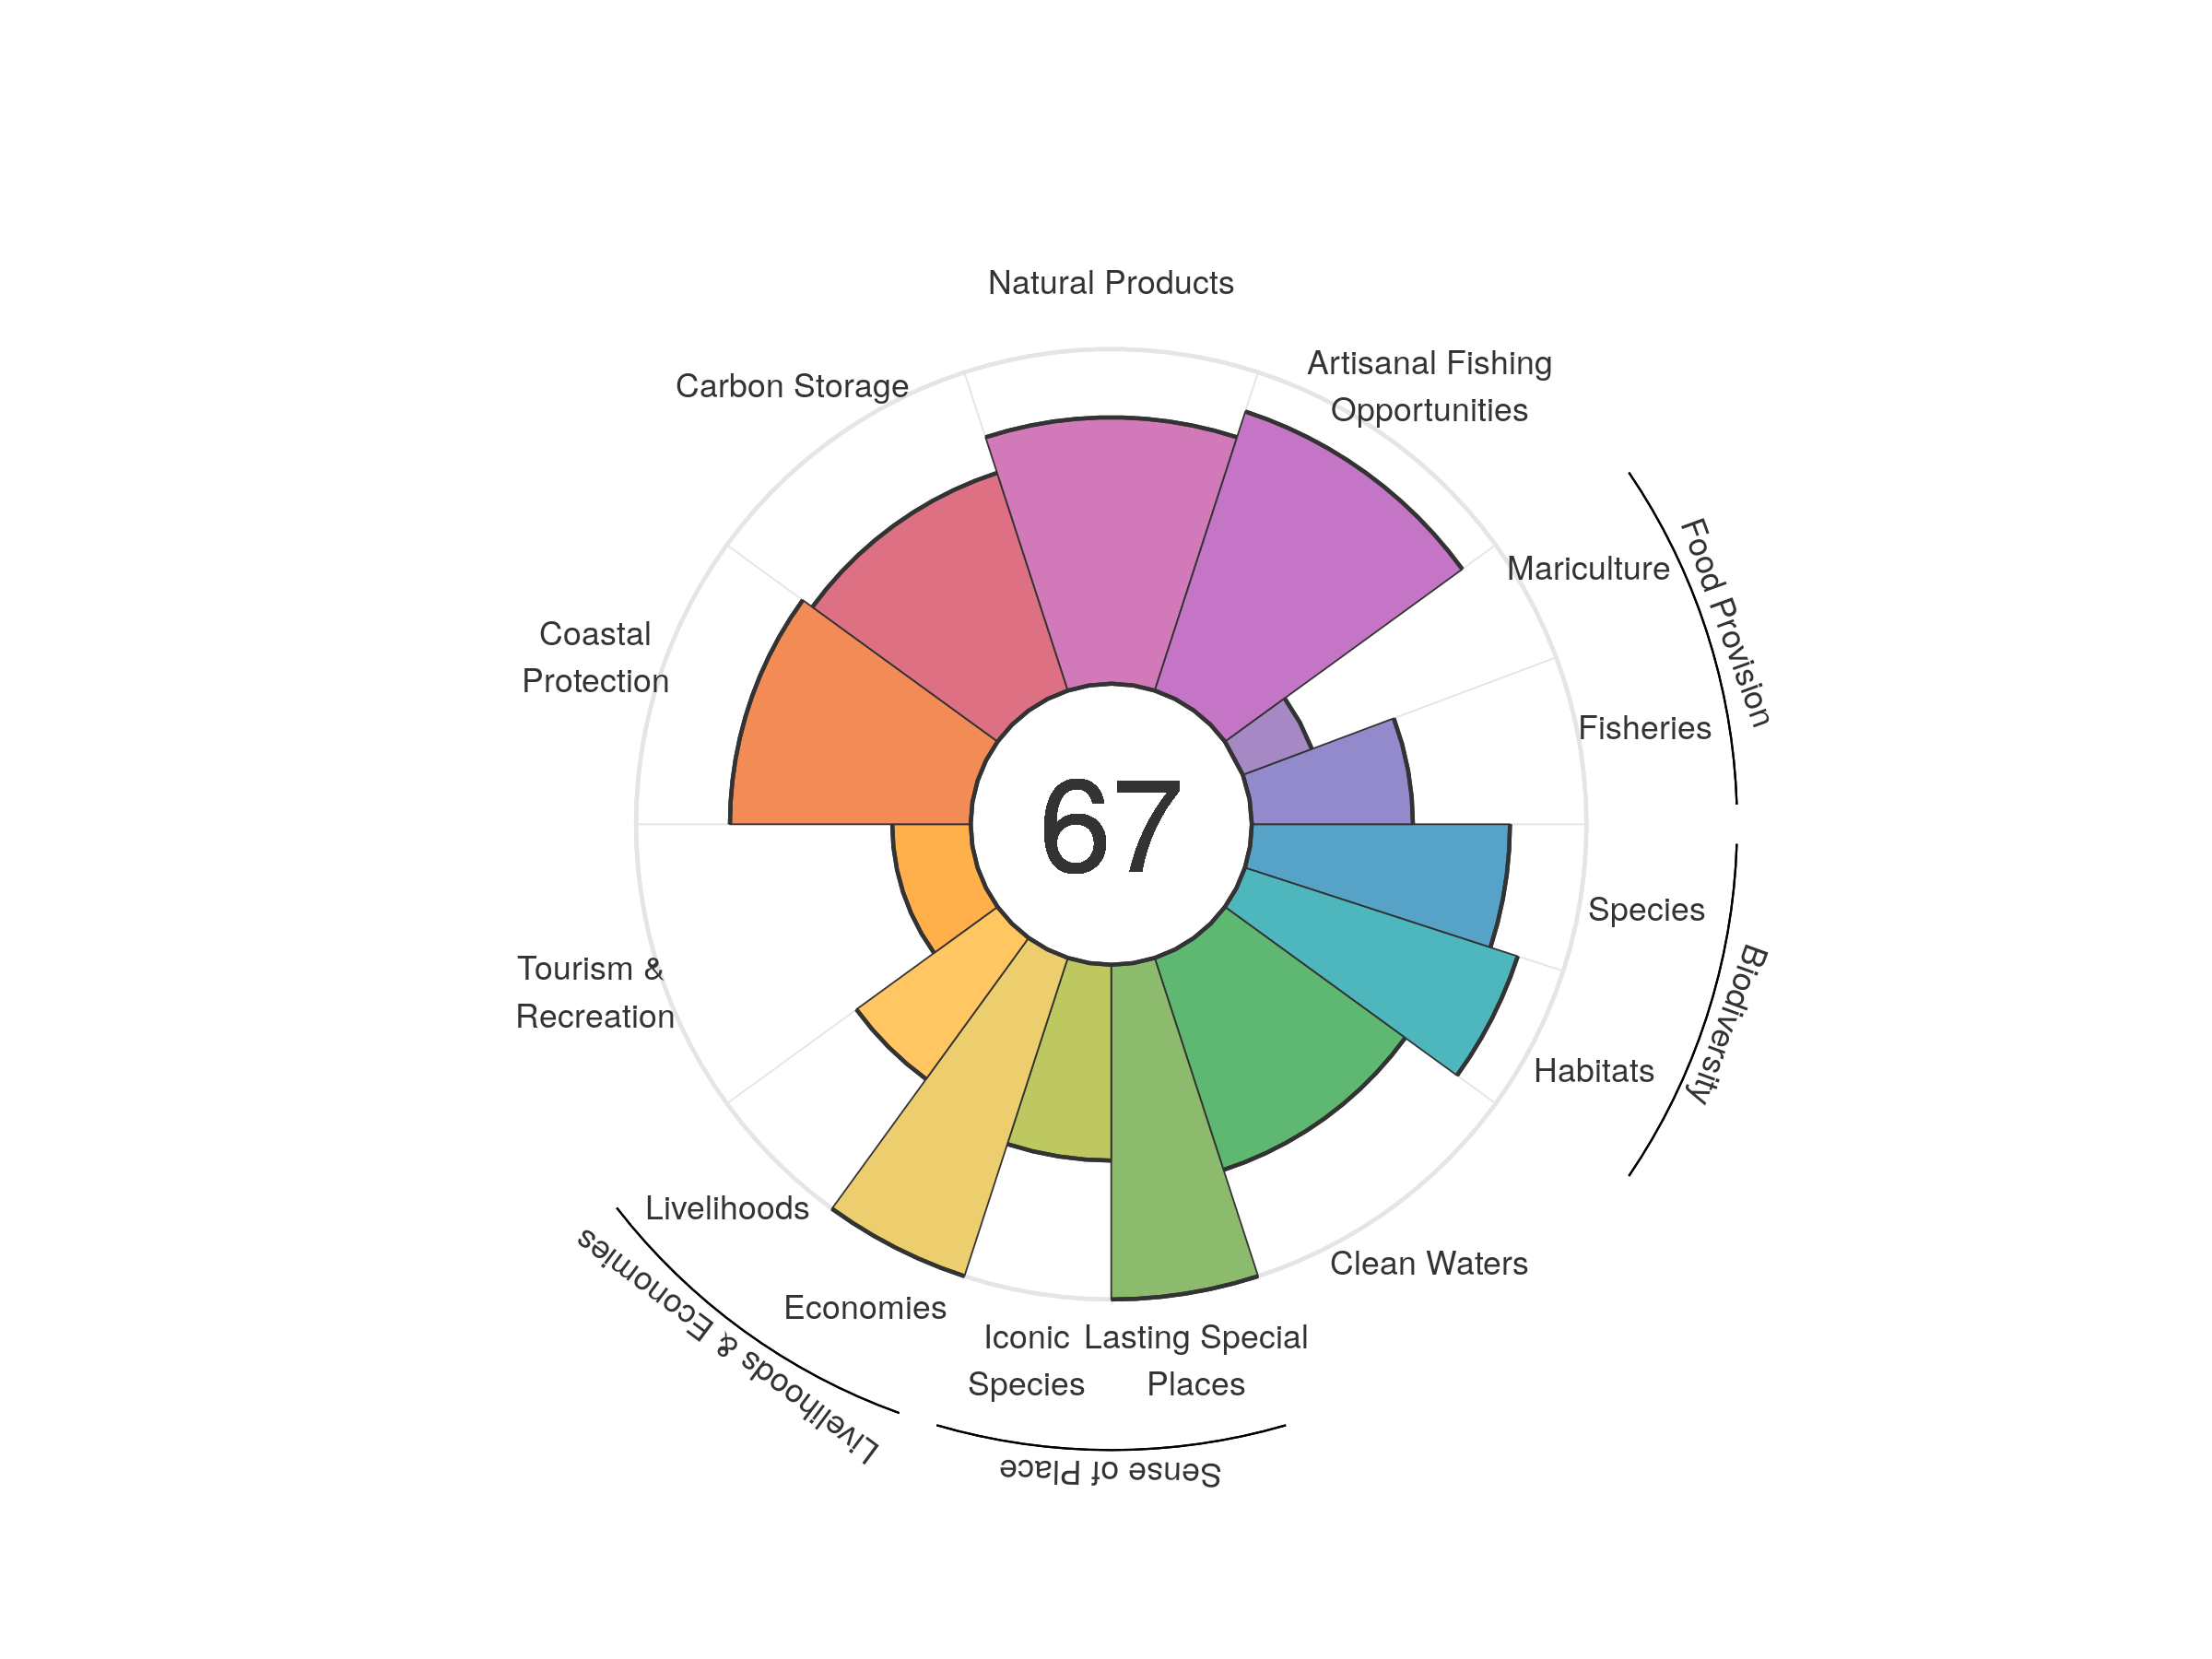 Natural Products
Artisanal Fishing
Opportunities
Carbon Storage
Mariculture
Food Provision
Coastal
Protection
Fisheries
67
Species
Biodiversity
Tourism &
Recreation
Habitats
Livelihoods
Livelihoods & Economies
Clean Waters
Economies
Iconic
Species
Lasting Special
Places
Sense of Place